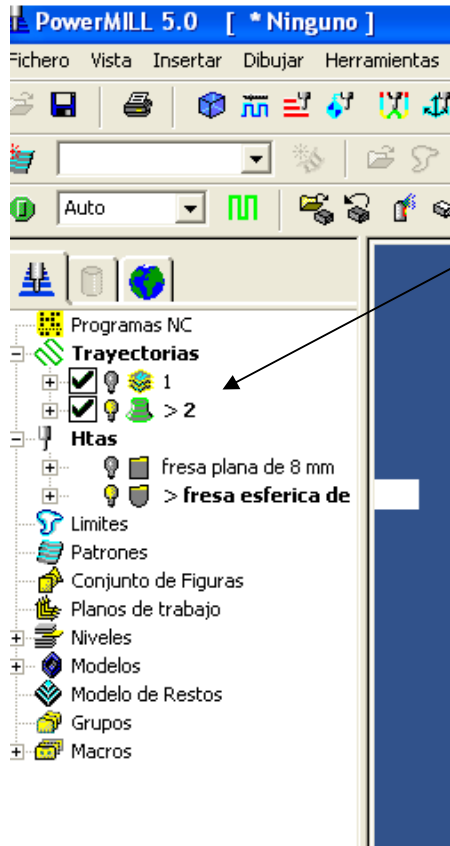 PowerMILL 5.0 [ * Ninguno ]
Fichero Vista Insertar Dibujar Herramientas
Auto
Programas NC
Trayectorias
1
> 2
Htas
fresa plana de 8 mm
> fresa esferica de
Limites
Patrones
Conjunto de Figuras
Planos de trabajo
Niveles
Modelos
Modelo de Restos
Grupos
Macros